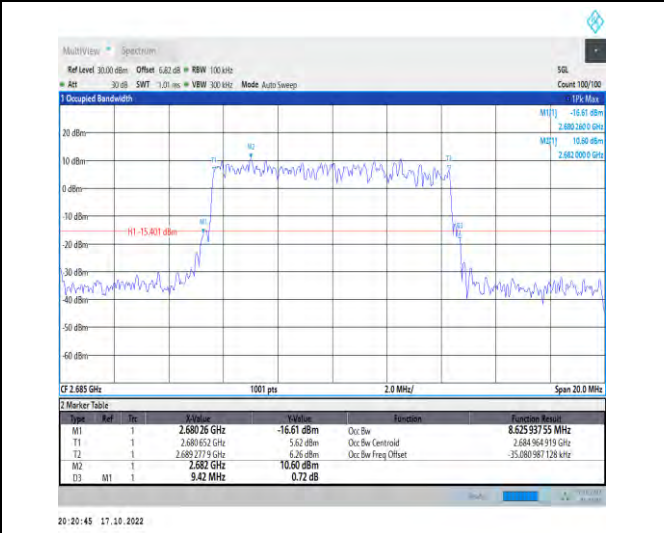 MultiView Spectrum
Ref Level 30.00 dBm Offset 6.82 dB RBW 100 kHz SGL
Att 30 dB SWT 1.01 ms VBW 300 kHz Mode Auto Sweep Count 100/100
1 Occupied Bandwidth 1Pk Max
M1[1] -16.61 dBm
2.680 260 0 GHz
M2[1] 10.60 dBm
2.682 000 0 GHz
20 dBm
M2
10 dBm
T1
0 dBm
-10 dBm
M1
H1 -15.401 dBm
-20 dBm
-30 dBm
-40 dBm
-50 dBm
-60 dBm
CF 2.685 GHz 1001 pts 2.0 MHz/ Span 20.0 MHz
2 Marker Table
Type Ref Trc X-Value Y-Value Function Function Result
M1 1 2.68026 GHz -16.61 dBm Occ Bw 8.625 937 55 MHz
T1 1 2.680 652 GHz 5.62 dBm Occ Bw Centroid 2.684 964 919 GHz
T2 1 2.689 277 9 GHz 6.26 dBm Occ Bw Freq Offset -35.080 987 128 kHz
M2 1 2.682 GHz 10.60 dBm
D3 M1 1 9.42 MHz 0.72 dB
20:20:45 17.10.2022